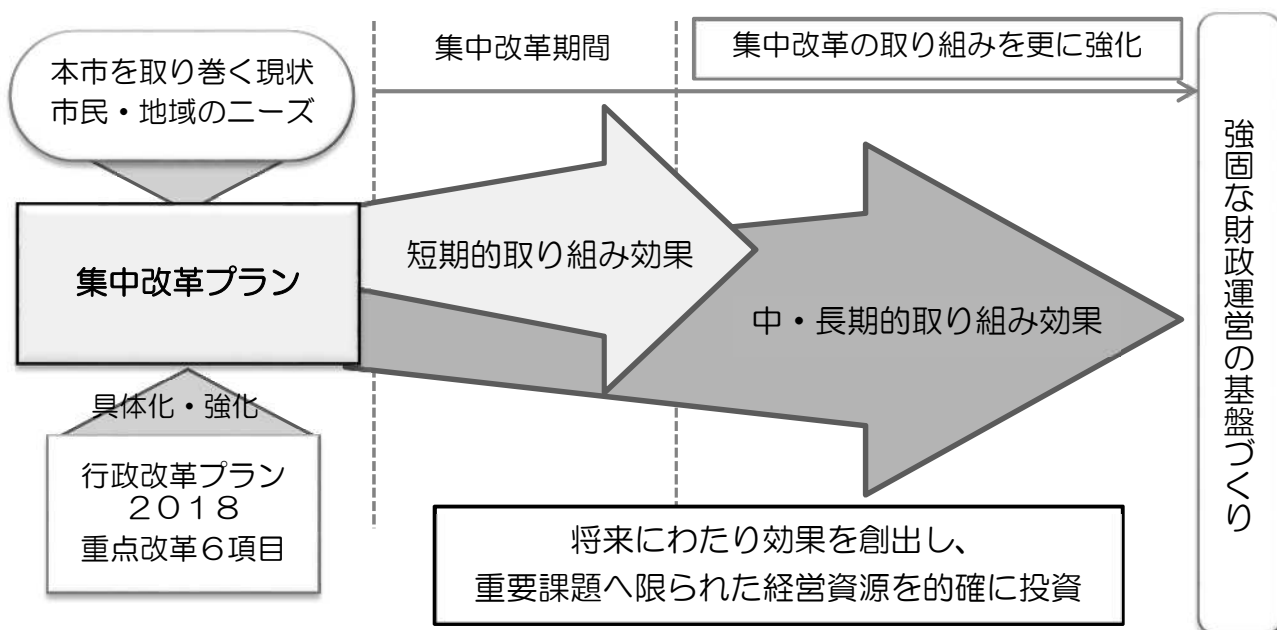 本市を取り巻く現状
市民・地域のニーズ
集中改革プラン
具体化・強化
行政改革プラン
２０１８
重点改革６項目
集中改革期間
集中改革の取り組みを更に強化
短期的取り組み効果
中・長期的取り組み効果
将来にわたり効果を創出し、
重要課題へ限られた経営資源を的確に投資
強固な財政運営の基盤づくり